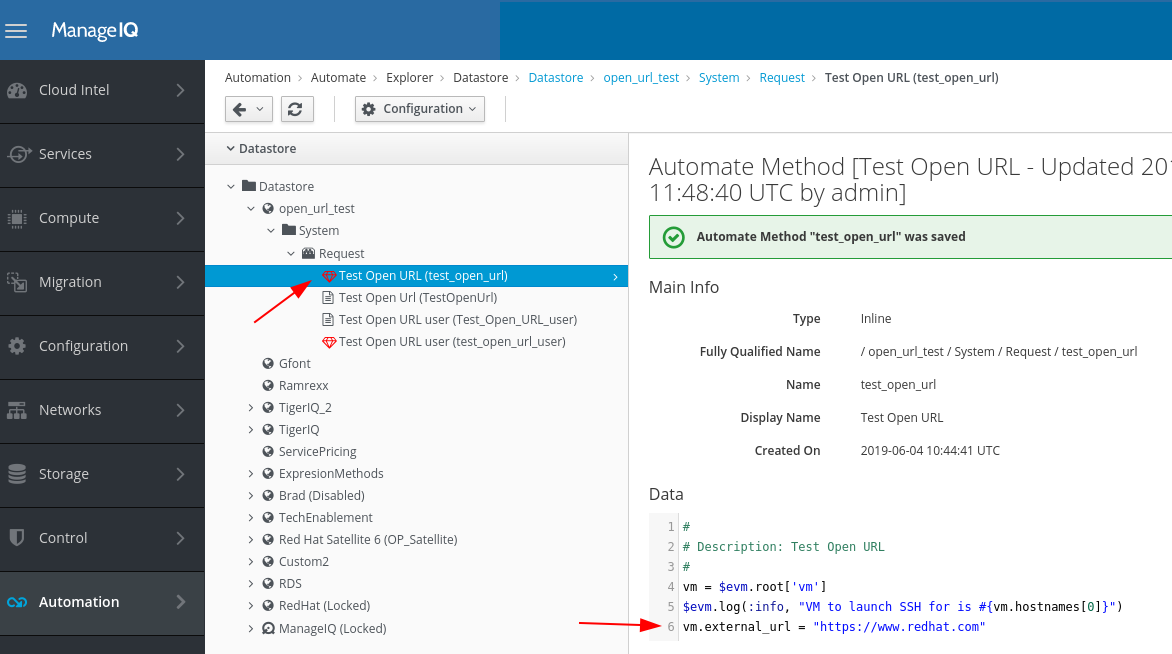 ManageIQ
Cloud Intel
Services
Compute
Migration
Configuration
Networks
Storage
Control
Automation
Automation > Automate > Explorer > Datastore > Datastore > open_url_test > System > Request > Test Open URL (test_open_url)
Configuration
Datastore
Datastore
open_url_test
System
Request
Test Open URL (test_open_url)
Test Open Url (TestOpenUrl)
Test Open URL user (Test_Open_URL_user)
Test Open URL user (test_open_url_user)
Gfont
Ramrexx
TigerIQ_2
TigerIQ
ServicePricing
ExpresionMethods
Brad (Disabled)
TechEnablement
Red Hat Satellite 6 (OP_Satellite)
Custom2
RDS
RedHat (Locked)
ManageIQ (Locked)
Automate Method [Test Open URL - Updated
11:48:40 UTC by admin]
Automate Method "test_open_url" was saved
Main Info
Type Inline
Fully Qualified Name / open_url_test / System / Request / test_open_url
Name test_open_url
Display Name Test Open URL
Created On 2019-06-04 10:44:41 UTC
Data
1 #
2 # Description: Test Open URL
3 #
4 vm = $evm.root['vm']
5 $evm.log(:info, "VM to launch SSH for is #{vm.hostnames[0]}")
6 vm.external_url = "https://www.redhat.com"